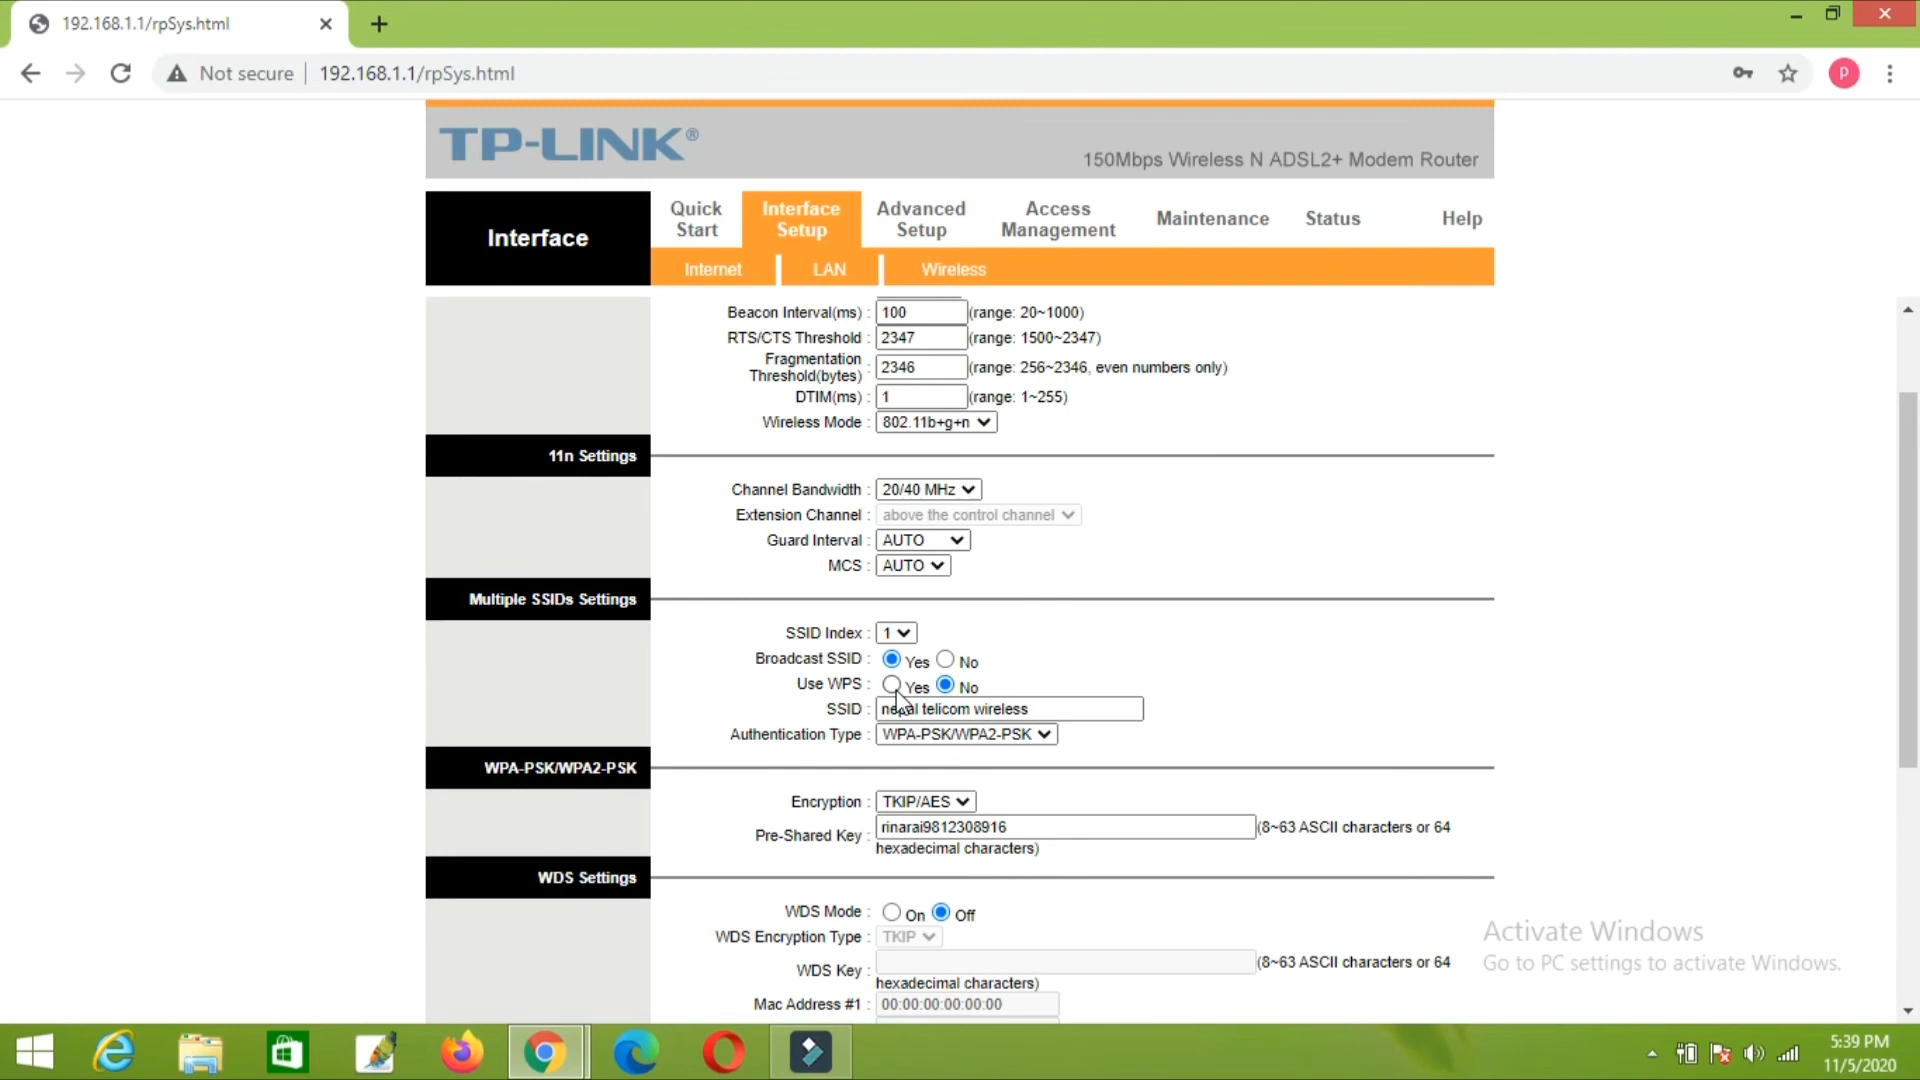 192.168.1.1/rpSys.html
Not secure
192.168.1.1/rpSys.html
P
TP-LINK®
150Mbps Wireless N ADSL2+ Modem Router
Interface
Quick Start
Interface Setup
Advanced Setup
Access Management
Maintenance
Status
Help
Internet
LAN
Wireless
Beacon Interval(ms) : 100 (range: 20~1000)
RTS/CTS Threshold : 2347 (range: 1500~2347)
Fragmentation Threshold(bytes) : 2346 (range: 256~2346, even numbers only)
DTIM(ms) : 1 (range: 1~255)
Wireless Mode : 802.11b+g+n
11n Settings
Channel Bandwidth : 20/40 MHz
Extension Channel : above the control channel
Guard Interval : AUTO
MCS : AUTO
Multiple SSIDs Settings
SSID Index : 1
Broadcast SSID : Yes No
Use WPS : Yes No
SSID : nepal telicom wireless
Authentication Type : WPA-PSK/WPA2-PSK
WPA-PSK/WPA2-PSK
Encryption : TKIP/AES
Pre-Shared Key : rinarai9812308916 (8~63 ASCII characters or 64
hexadecimal characters)
WDS Settings
WDS Mode : On Off
WDS Encryption Type : TKIP
WDS Key : (8~63 ASCII characters or 64
hexadecimal characters)
Mac Address #1 : 00:00:00:00:00:00
Activate Windows
Go to PC settings to activate Windows.
5:39 PM
11/5/2020